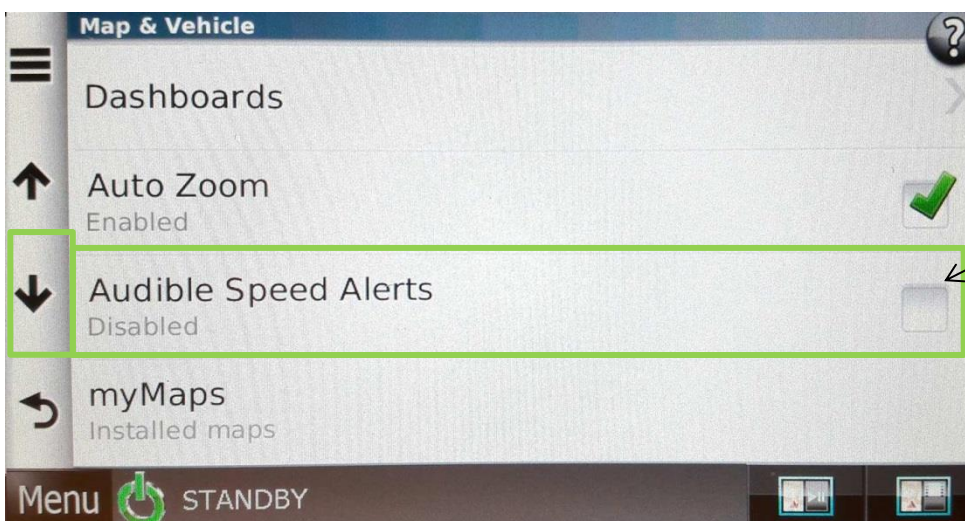 Map & Vehicle
?
Dashboards
Auto Zoom
Enabled
Audible Speed Alerts
Disabled
myMaps
Installed maps
Menu STANDBY